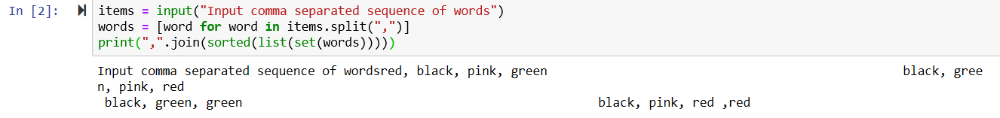 In [2]: items = input("Input comma separated sequence of words")
words = [word for word in items.split(",")]
print(",".join(sorted(list(set(words)))))
Input comma separated sequence of wordsred, black, pink, green black, gree
n, pink, red
black, green, green black, pink, red ,red